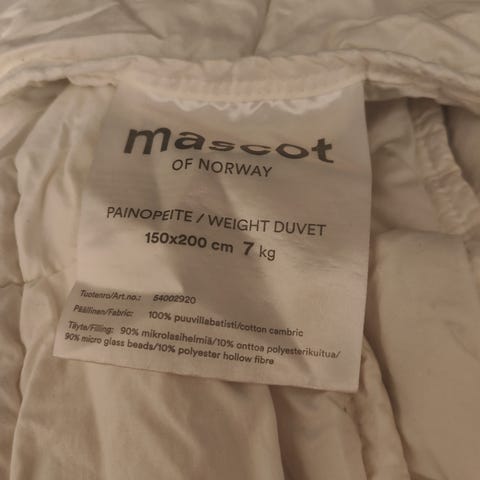 mascot
OF NORWAY
PAINOPEITE / WEIGHT DUVET
150x200 cm 7 kg
Tuotenro/Art.no.: 54002920
Päällinen/Fabric: 100% puuvillabatisti/cotton cambric
Täyte/Filling: 90% mikrolasihelmiä/10% onttoa polyesterikuitua/
90% micro glass beads/10% polyester hollow fibre